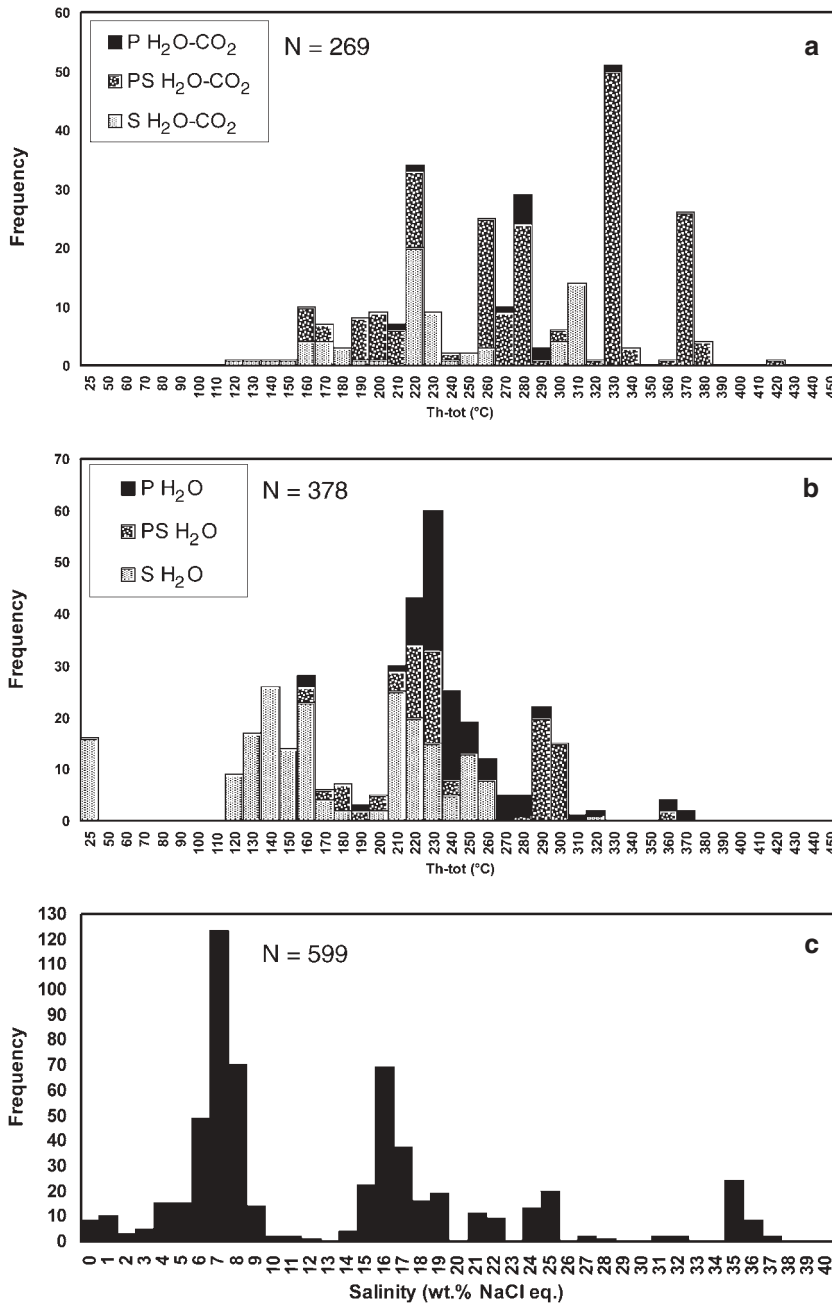 a
P H₂O-CO₂
PS H₂O-CO₂
S H₂O-CO₂
N = 269
Frequency
60
50
40
30
20
10
0
25 50 60 80 90 100 110 120 130 140 150 160 170 180 190 200 210 220 230 240 250 260 270 280 290 300 310 320 330 340 350 360 370 380 390 400 410 420 430 440 450
Th-tot (°C)
b
P H₂O
PS H₂O
S H₂O
N = 378
Frequency
70
60
50
40
30
20
10
0
25 50 60 80 90 100 110 120 130 140 150 160 170 180 190 200 210 220 230 240 250 260 270 280 290 300 310 320 330 340 350 360 370 380 390 400 410 420 430 440 450
Th-tot (°C)
c
N = 599
Frequency
130
120
110
100
90
80
70
60
50
40
30
20
10
0
0 1 2 3 4 5 6 7 8 9 10 11 12 13 14 15 16 17 18 19 20 21 22 23 24 25 26 27 28 29 30 31 32 33 34 35 36 37 38 39 40
Salinity (wt.% NaCl eq.)